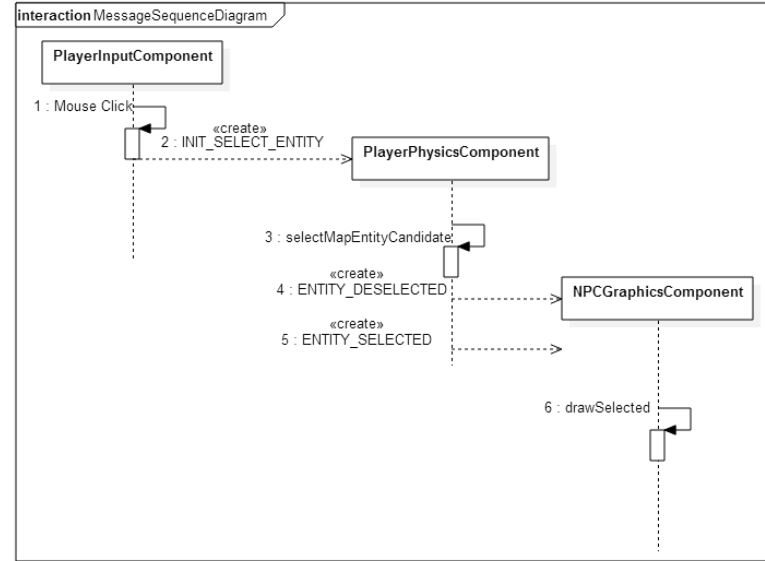 interaction MessageSequenceDiagram
PlayerInputComponent
1 : Mouse Click
«create»
2 : INIT_SELECT_ENTITY
PlayerPhysicsComponent
3 : selectMapEntityCandidate
«create»
4 : ENTITY_DESELECTED
NPCGraphicsComponent
«create»
5 : ENTITY_SELECTED
6 : drawSelected